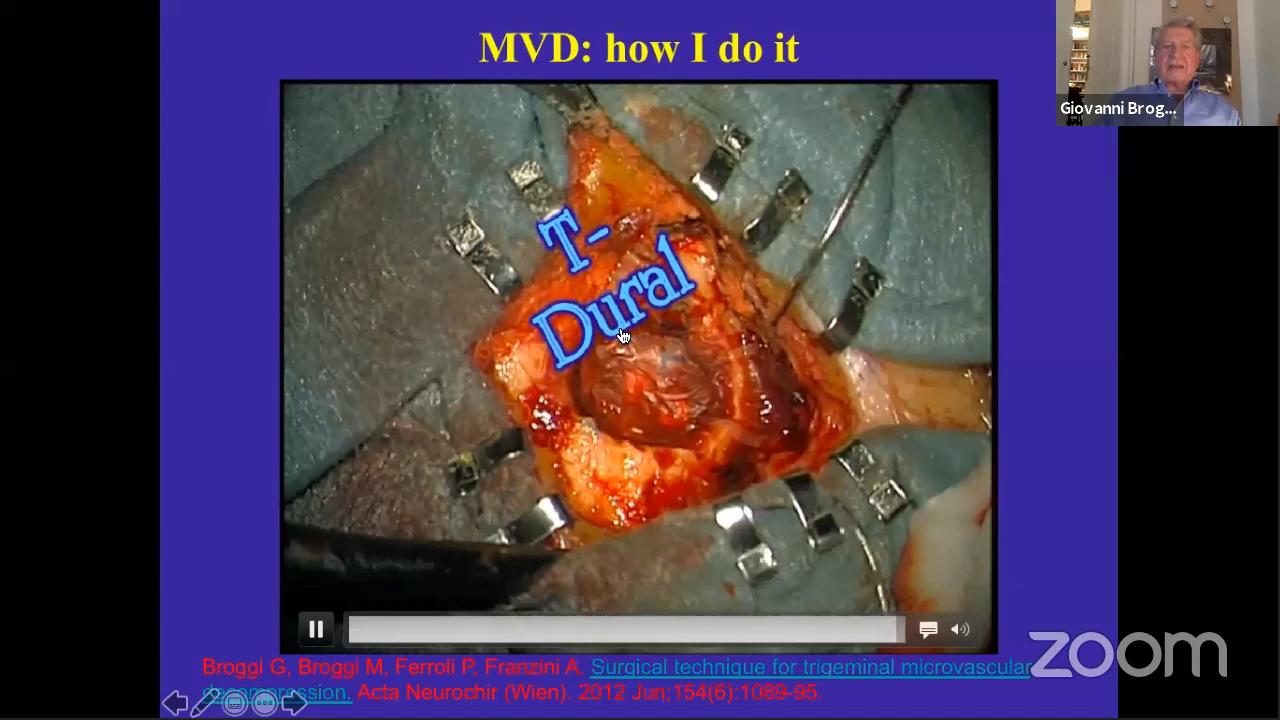 MVD: how I do it
Giovanni Brog...
T-
Dural
zoom
Broggi G, Broggi M, Ferroli P, Franzini A. Surgical technique for trigeminal microvascular
decompression. Acta Neurochir (Wien). 2012 Jun;154(6):1089-95.